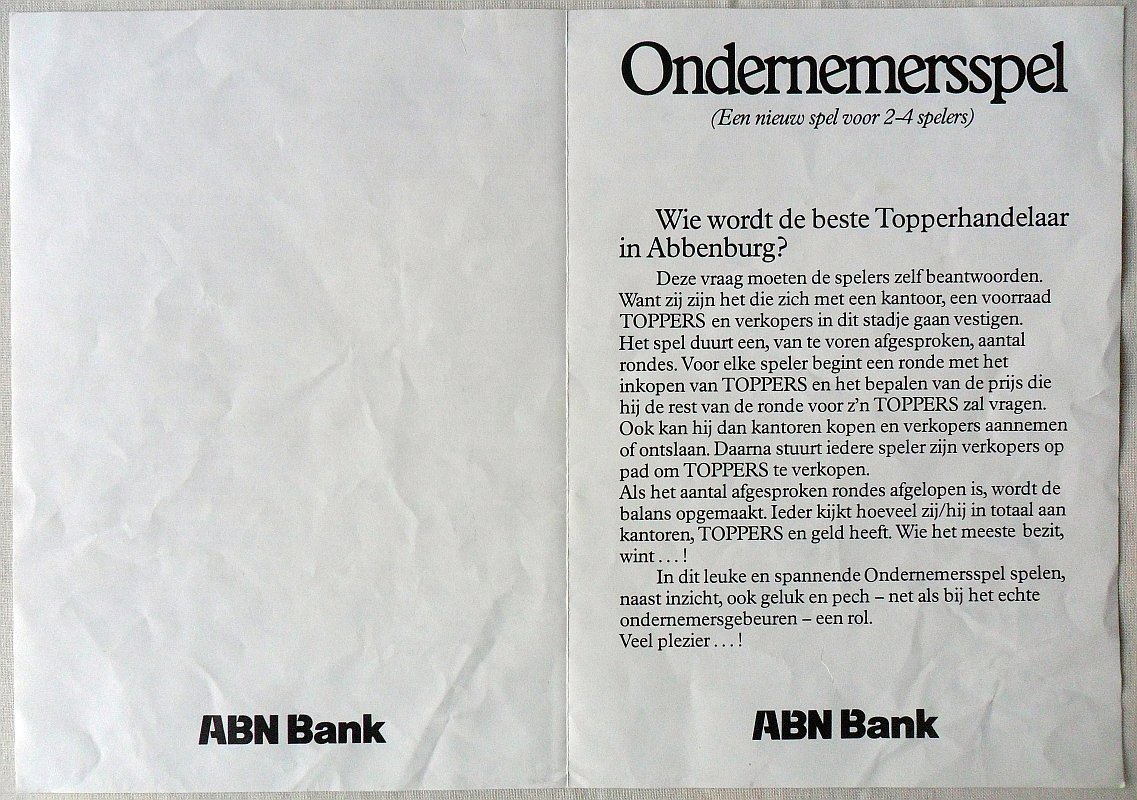 Ondernemersspel
(Een nieuw spel voor 2-4 spelers)
Wie wordt de beste Topperhandelaar
in Abbenburg?
Deze vraag moeten de spelers zelf beantwoorden.
Want zij zijn het die zich met een kantoor, een voorraad
TOPPERS en verkopers in dit stadje gaan vestigen.
Het spel duurt een, van te voren afgesproken, aantal
rondes. Voor elke speler begint een ronde met het
inkopen van TOPPERS en het bepalen van de prijs die
hij de rest van de ronde voor z'n TOPPERS zal vragen.
Ook kan hij dan kantoren kopen en verkopers aannemen
of ontslaan. Daarna stuurt iedere speler zijn verkopers op
pad om TOPPERS te verkopen.
Als het aantal afgesproken rondes afgelopen is, wordt de
balans opgemaakt. Ieder kijkt hoeveel zij/hij in totaal aan
kantoren, TOPPERS en geld heeft. Wie het meeste bezit,
wint...!
In dit leuke en spannende Ondernemersspel spelen,
naast inzicht, ook geluk en pech – net als bij het echte
ondernemersgebeuren – een rol.
Veel plezier...!
ABN Bank
ABN Bank